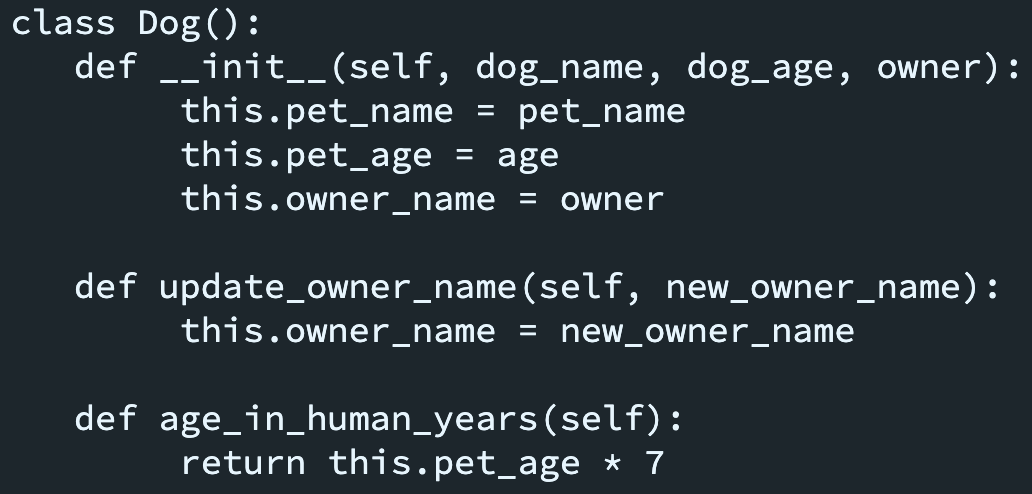 class Dog():
   def __init__(self, dog_name, dog_age, owner):
        this.pet_name = pet_name
        this.pet_age = age
        this.owner_name = owner

   def update_owner_name(self, new_owner_name):
        this.owner_name = new_owner_name

   def age_in_human_years(self):
        return this.pet_age * 7